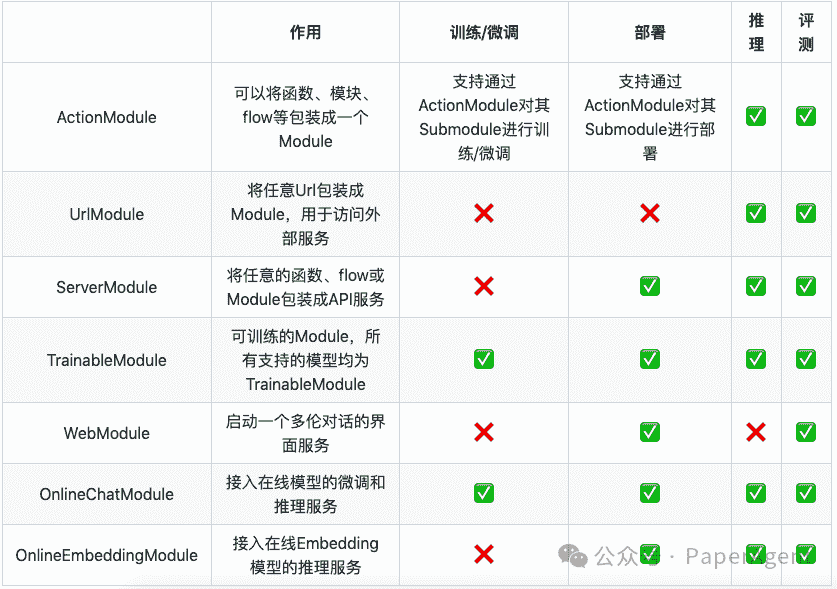 作用
训练/微调
部署
推
理
评
测
ActionModule
可以将函数、模块、
flow等包装成一个
Module
支持通过
ActionModule对其
Submodule进行训
练/微调
支持通过
ActionModule对其
Submodule进行部
署
✅
✅
UrlModule
将任意Url包装成
Module，用于访问外
部服务
❌
❌
✅
✅
ServerModule
将任意的函数、flow或
Module包装成API服务
❌
✅
✅
✅
TrainableModule
可训练的Module，所
有支持的模型均为
TrainableModule
✅
✅
✅
✅
WebModule
启动一个多伦对话的界
面服务
❌
✅
❌
✅
OnlineChatModule
接入在线模型的微调和
推理服务
✅
✅
✅
✅
OnlineEmbeddingModule
接入在线Embedding
模型的推理服务
❌
✅
✅
✅
公众号 · PaperAgent